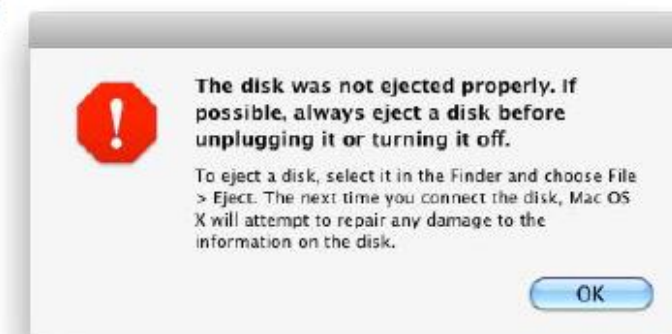 The disk was not ejected properly. If
possible, always eject a disk before
unplugging it or turning it off.
To eject a disk, select it in the Finder and choose File
> Eject. The next time you connect the disk, Mac OS
X will attempt to repair any damage to the
information on the disk.
OK